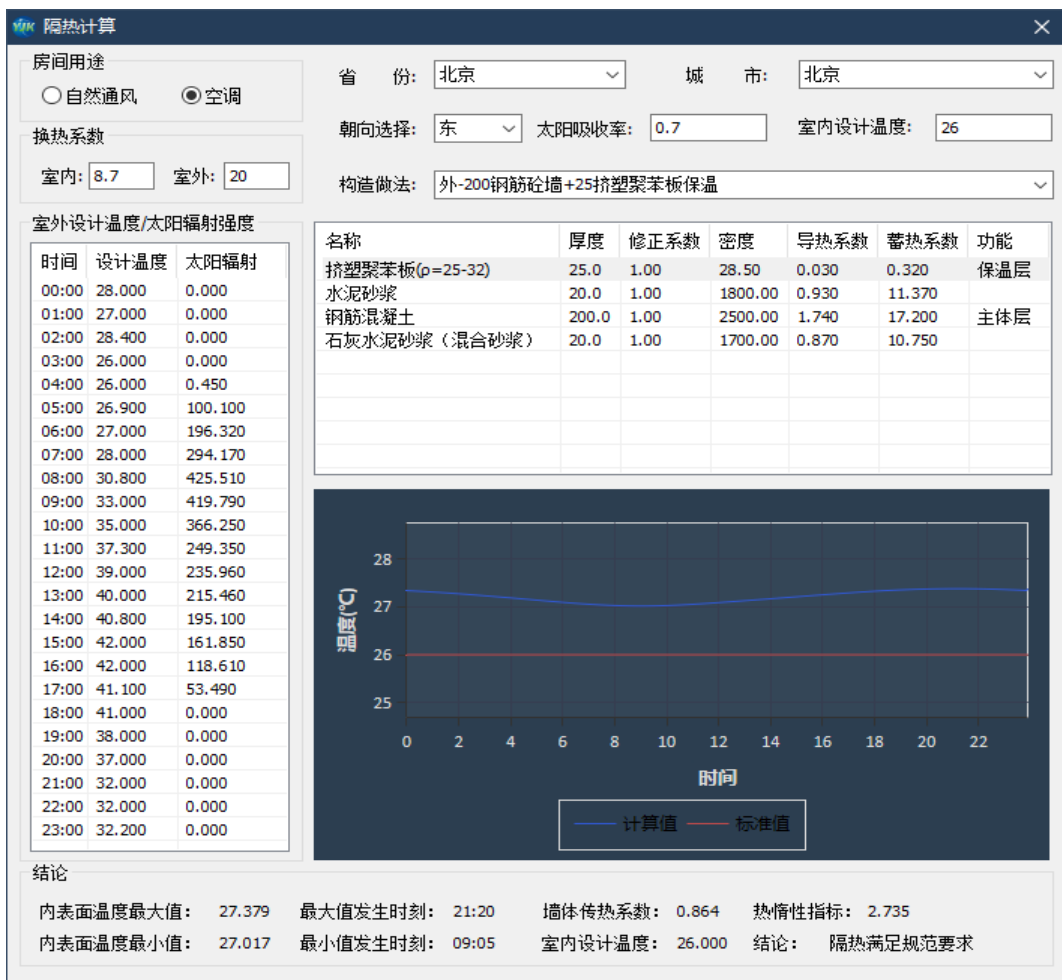 YJK 隔热计算
房间用途
自然通风 空调
省 份: 北京 城 市: 北京
换热系数
朝向选择: 东 太阳吸收率: 0.7 室内设计温度: 26
室内: 8.7 室外: 20
构造做法: 外-200钢筋砼墙+25挤塑聚苯板保温
室外设计温度/太阳辐射强度
时间 设计温度 太阳辐射
00:00 28.000 0.000
01:00 27.000 0.000
02:00 28.400 0.000
03:00 26.000 0.000
04:00 26.000 0.450
05:00 26.900 100.100
06:00 27.000 196.320
07:00 28.000 294.170
08:00 30.800 425.510
09:00 33.000 419.790
10:00 35.000 366.250
11:00 37.300 249.350
12:00 39.000 235.960
13:00 40.000 215.460
14:00 40.800 195.100
15:00 42.000 161.850
16:00 42.000 118.610
17:00 41.100 53.490
18:00 41.000 0.000
19:00 38.000 0.000
20:00 37.000 0.000
21:00 32.000 0.000
22:00 32.000 0.000
23:00 32.200 0.000
名称 厚度 修正系数 密度 导热系数 蓄热系数 功能
挤塑聚苯板(ρ=25-32) 25.0 1.00 28.50 0.030 0.320 保温层
水泥砂浆 20.0 1.00 1800.00 0.930 11.370
钢筋混凝土 200.0 1.00 2500.00 1.740 17.200 主体层
石灰水泥砂浆（混合砂浆） 20.0 1.00 1700.00 0.870 10.750
温度(℃)
28
27
26
25
0 2 4 6 8 10 12 14 16 18 20 22
时间
计算值 标准值
结论
内表面温度最大值: 27.379 最大值发生时刻: 21:20 墙体传热系数: 0.864 热惰性指标: 2.735
内表面温度最小值: 27.017 最小值发生时刻: 09:05 室内设计温度: 26.000 结论: 隔热满足规范要求